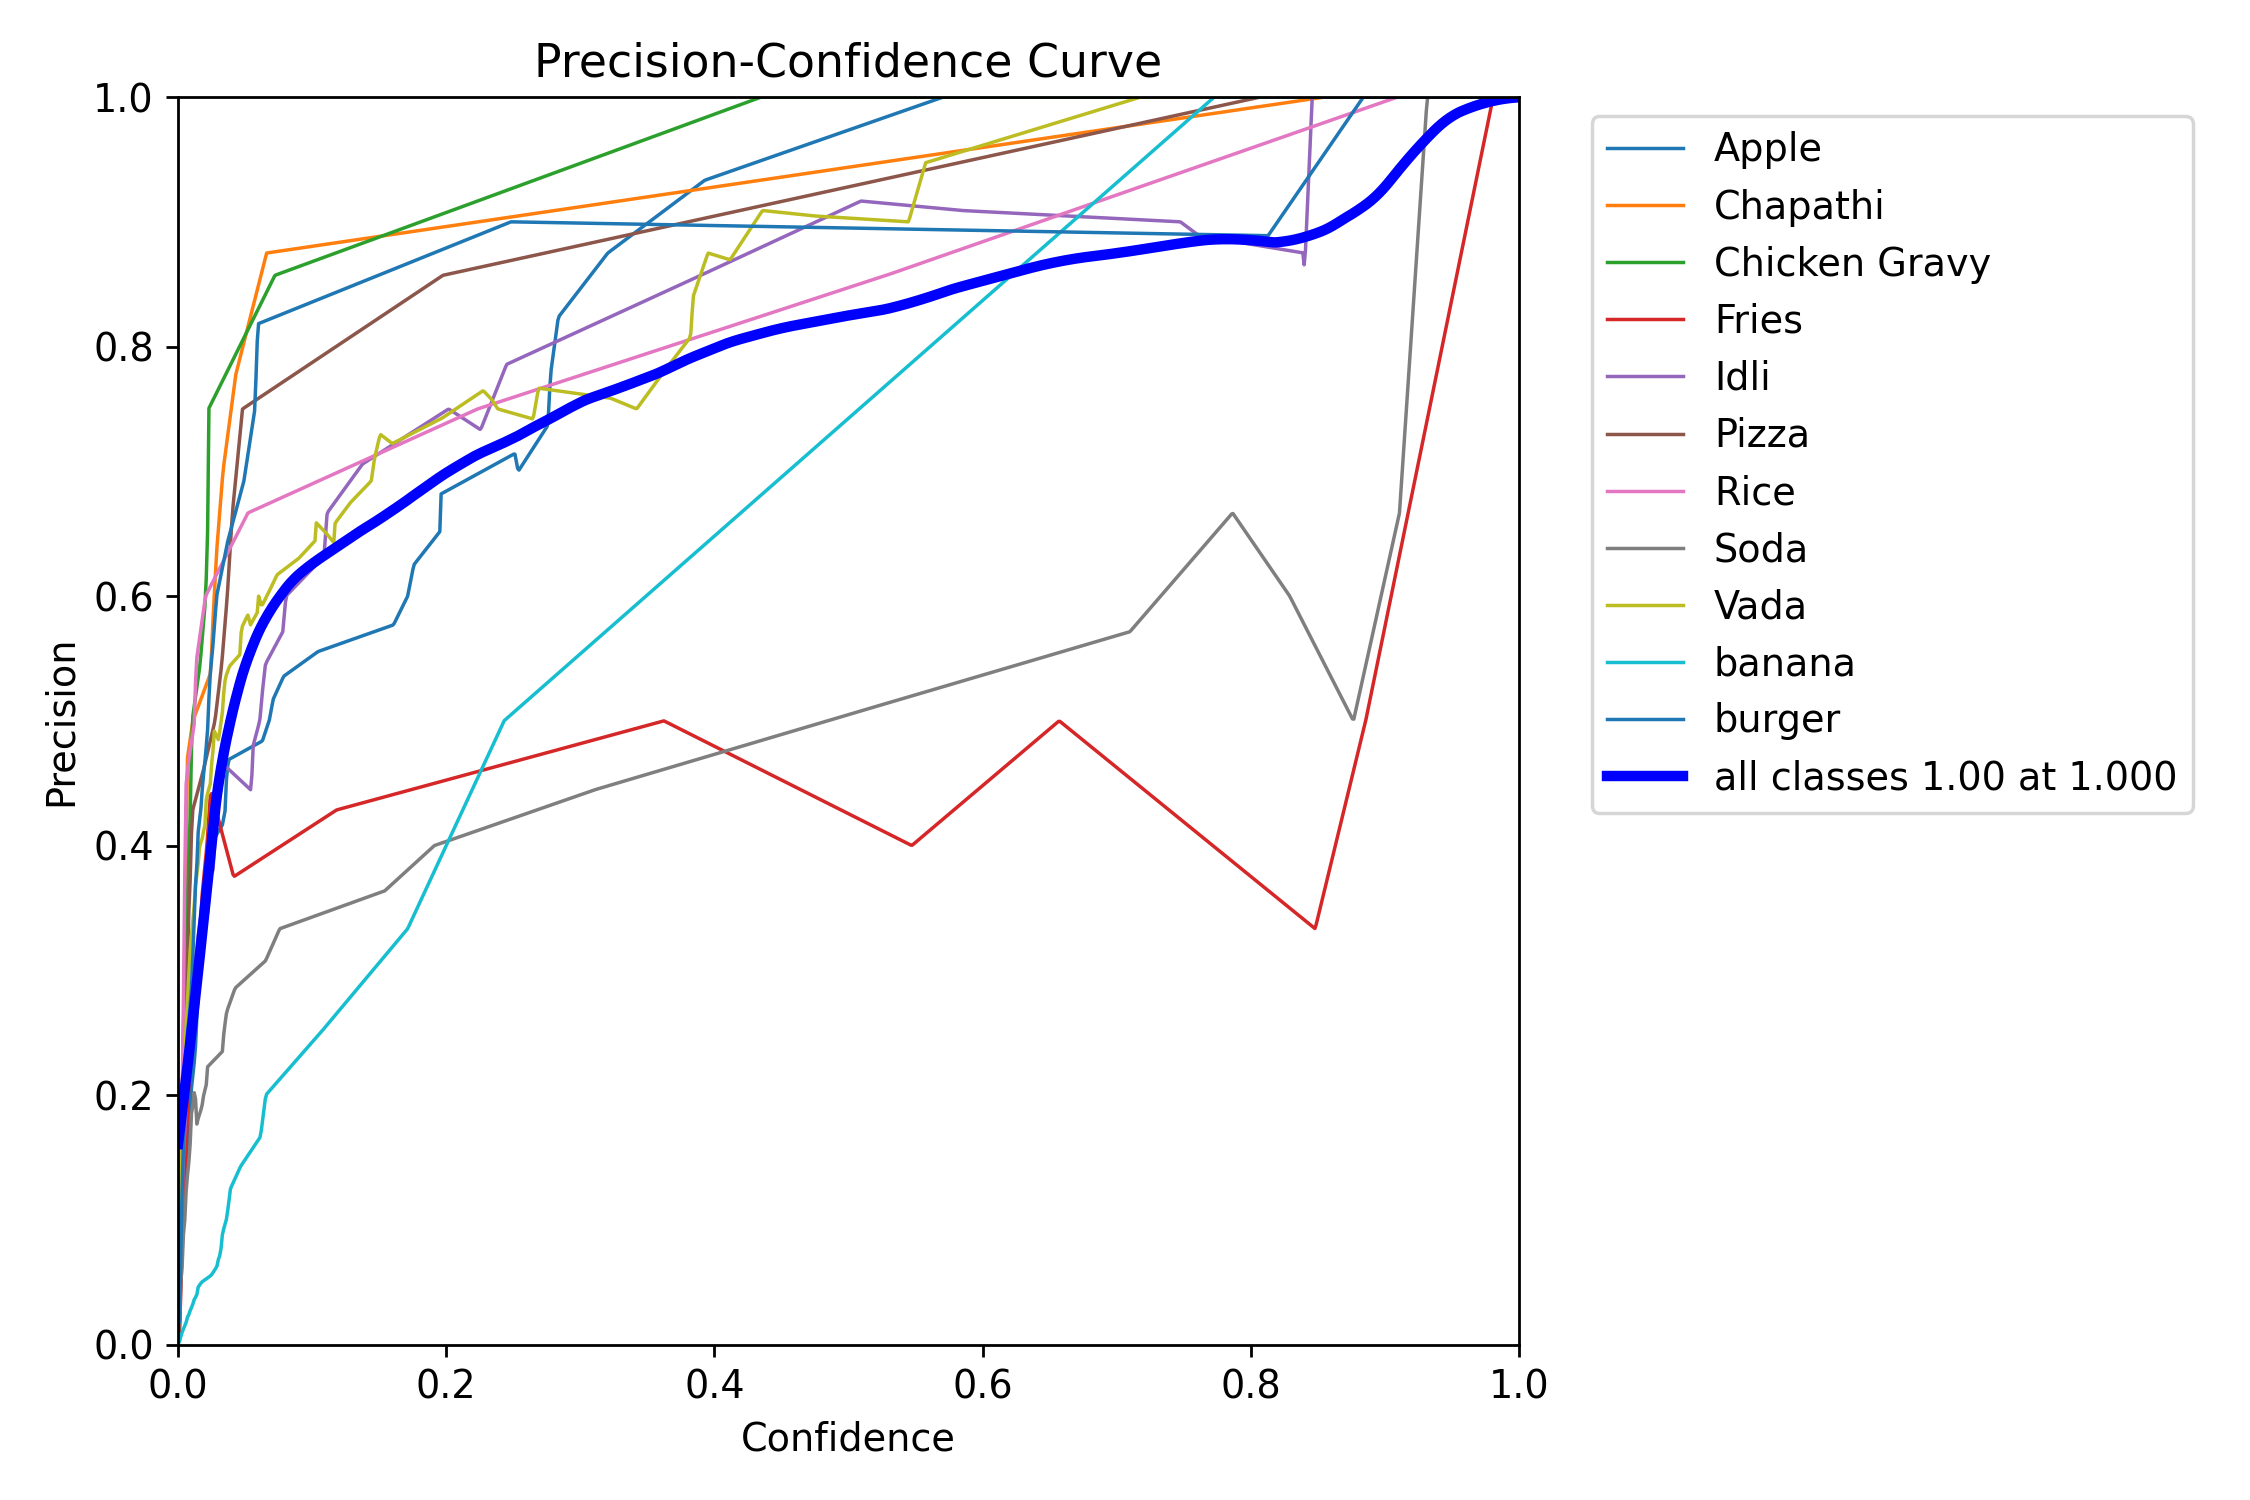 Precision-Confidence Curve
1.0
0.8
0.6
0.4
0.2
0.0
Precision
0.0 0.2 0.4 0.6 0.8 1.0
Confidence
Apple
Chapathi
Chicken Gravy
Fries
Idli
Pizza
Rice
Soda
Vada
banana
burger
all classes 1.00 at 1.000